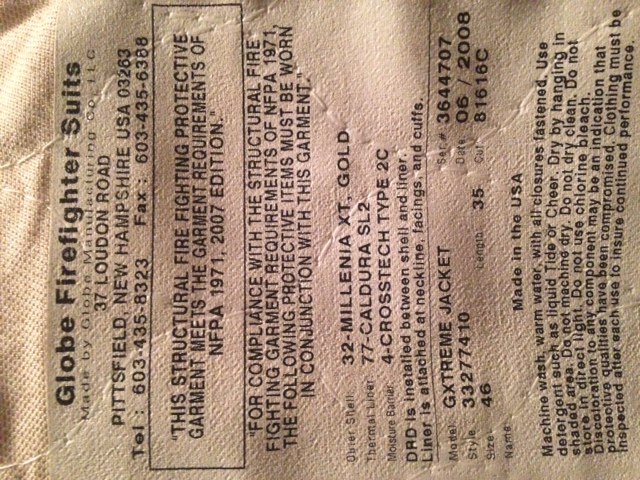 Globe Firefighter Suits
Made by Globe Manufacturing Co., LLC
37 LOUDON ROAD
PITTSFIELD, NEW HAMPSHIRE USA 03263
Tel : 603-435-8323 Fax : 603-435-6388
"THIS STRUCTURAL FIRE FIGHTING PROTECTIVE
GARMENT MEETS THE GARMENT REQUIREMENTS OF
NFPA 1971, 2007 EDITION."
"FOR COMPLIANCE WITH THE STRUCTURAL FIRE
FIGHTING GARMENT REQUIREMENTS OF NFPA 1971,
THE FOLLOWING PROTECTIVE ITEMS MUST BE WORN
IN CONJUNCTION WITH THIS GARMENT."
Outer Shell: 32-MILLENIA XT, GOLD
Thermal Liner: 77-CALDURA SL2
Moisture Barrier: 4-CROSSTECH TYPE 2C
DRD is installed between shell and liner.
Liner is attached at neckline, facings, and cuffs.
Model: GXTREME JACKET Ser # 3644707
Style : 33277410 Date 06 / 2008
Size: 46 Length: 35 Cut 81616C
Name:
Made in the USA
Machine wash, warm water, with all closures fastened. Use
detergent such as liquid Tide or Cheer. Dry by hanging in
shaded area. Do not machine dry. Do not dry clean. Do not
store in direct light. Do not use chlorine bleach.
Discoloration to any component may be an indication that
protective qualities have been compromised. Clothing must be
inspected after each use to insure continued performance.